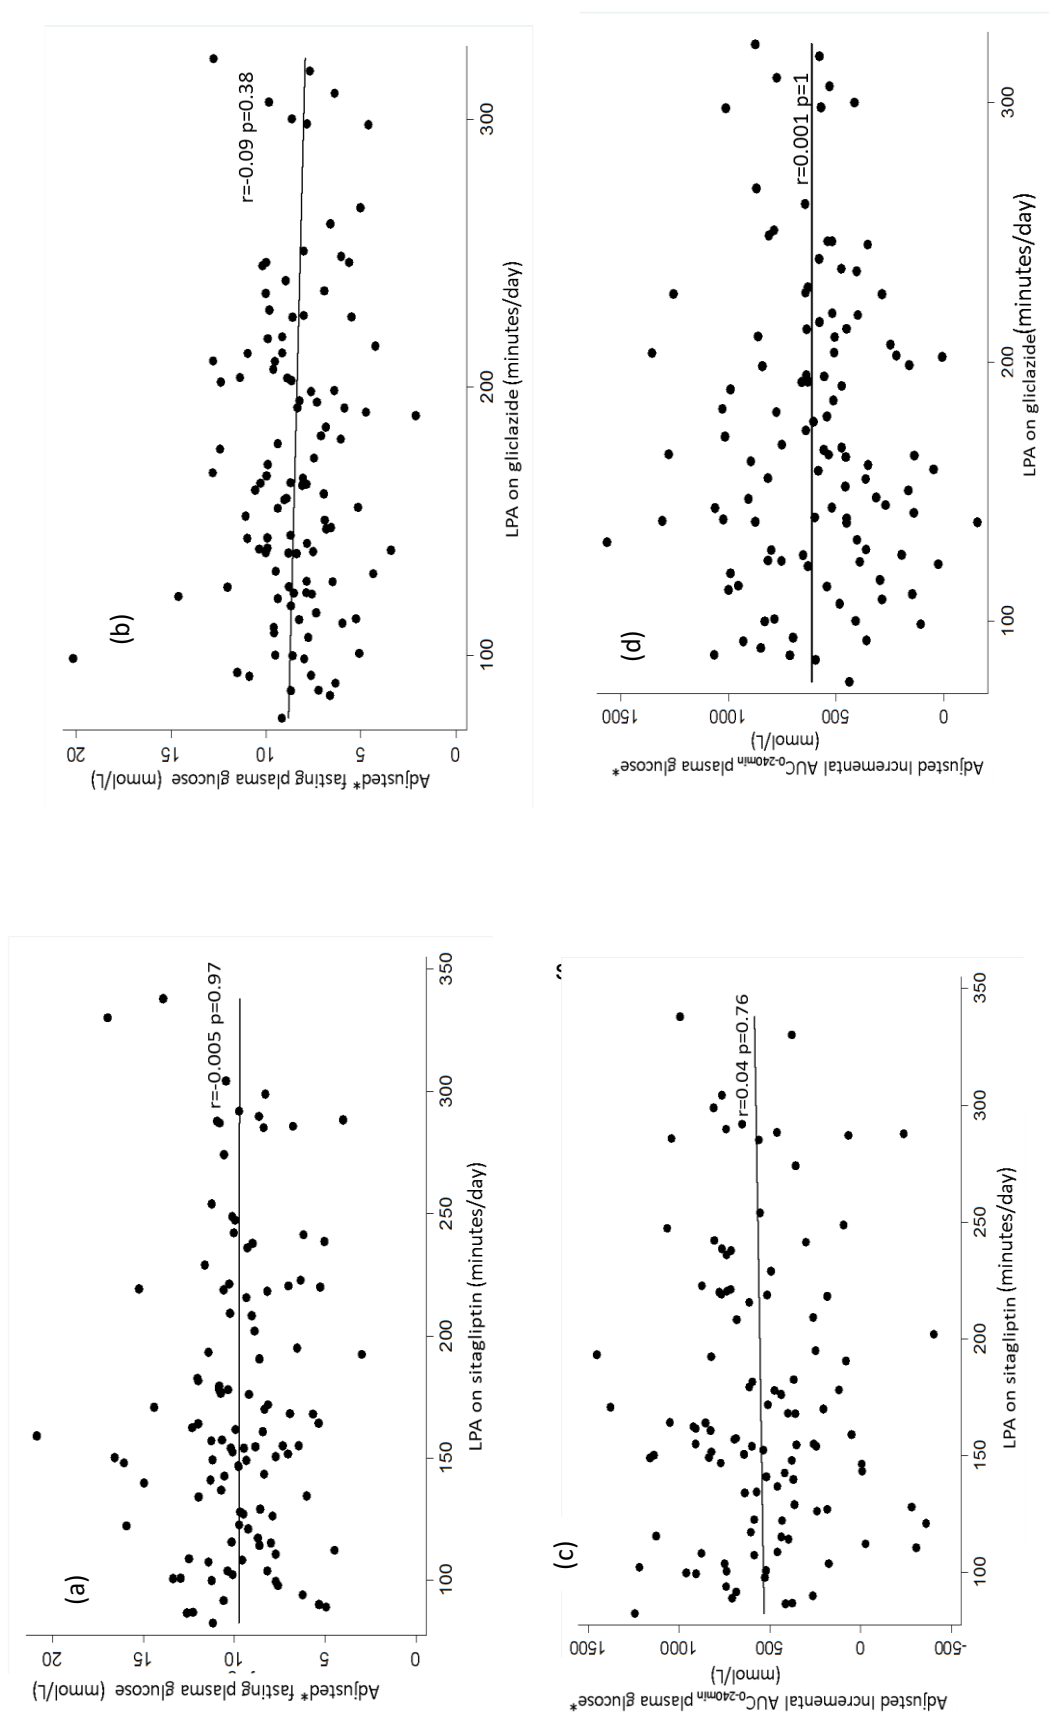 (a)
Adjusted* fasting plasma glucose (mmol/L)
20
15
10
5
0
r=-0.005 p=0.97
100
150
200
250
300
350
LPA on sitagliptin (minutes/day)
(b)
Adjusted* fasting plasma glucose (mmol/L)
20
15
10
5
0
r=-0.09 p=0.38
100
200
300
LPA on gliclazide (minutes/day)
(c)
Adjusted Incremental AUC0-240min plasma glucose*
(mmol/L)
1500
1000
500
0
-500
r=0.04 p=0.76
100
150
200
250
300
350
LPA on sitagliptin (minutes/day)
(d)
Adjusted Incremental AUC0-240min plasma glucose*
(mmol/L)
1500
1000
500
0
r=0.001 p=1
100
200
300
LPA on gliclazide(minutes/day)